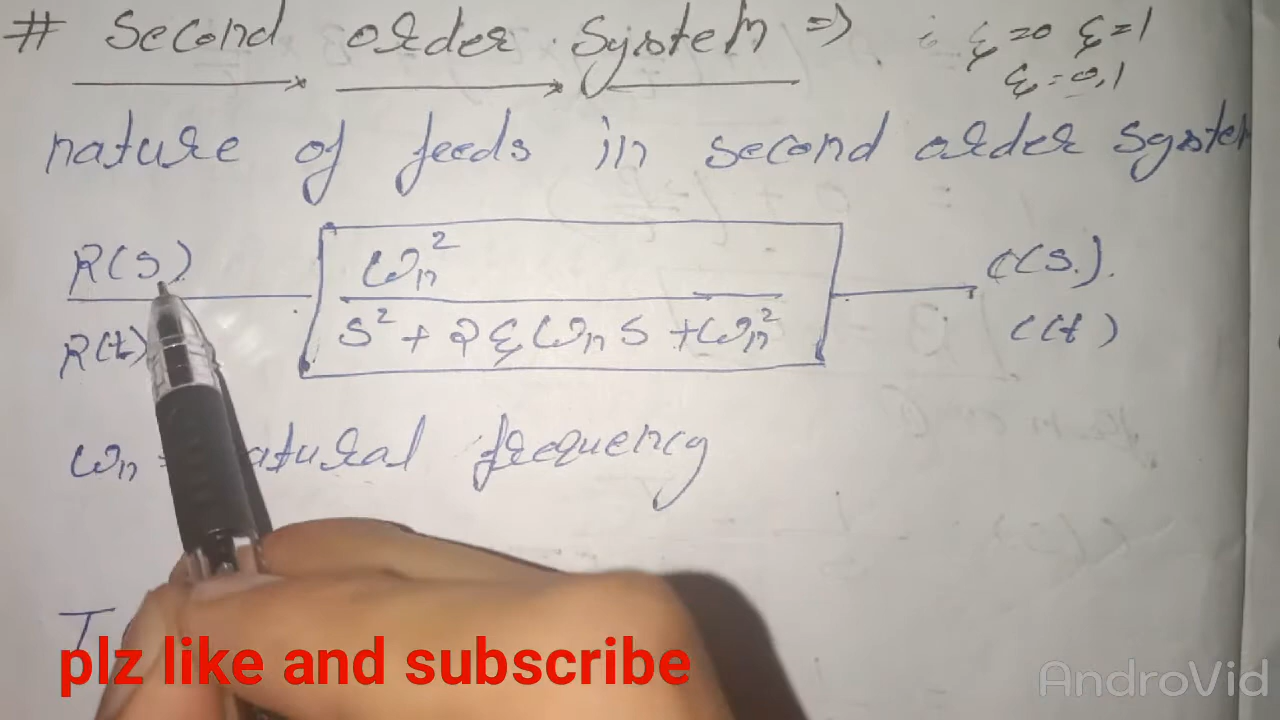 # Second order System ⇒ ξ=0 ξ=1
ξ=0,1
nature of feeds in second order system
R(s)
R(t)
ωn²
s² + 2ξωn s + ωn²
C(s).
C(t)
ωn = natural frequency
T
plz like and subscribe
AndroVid